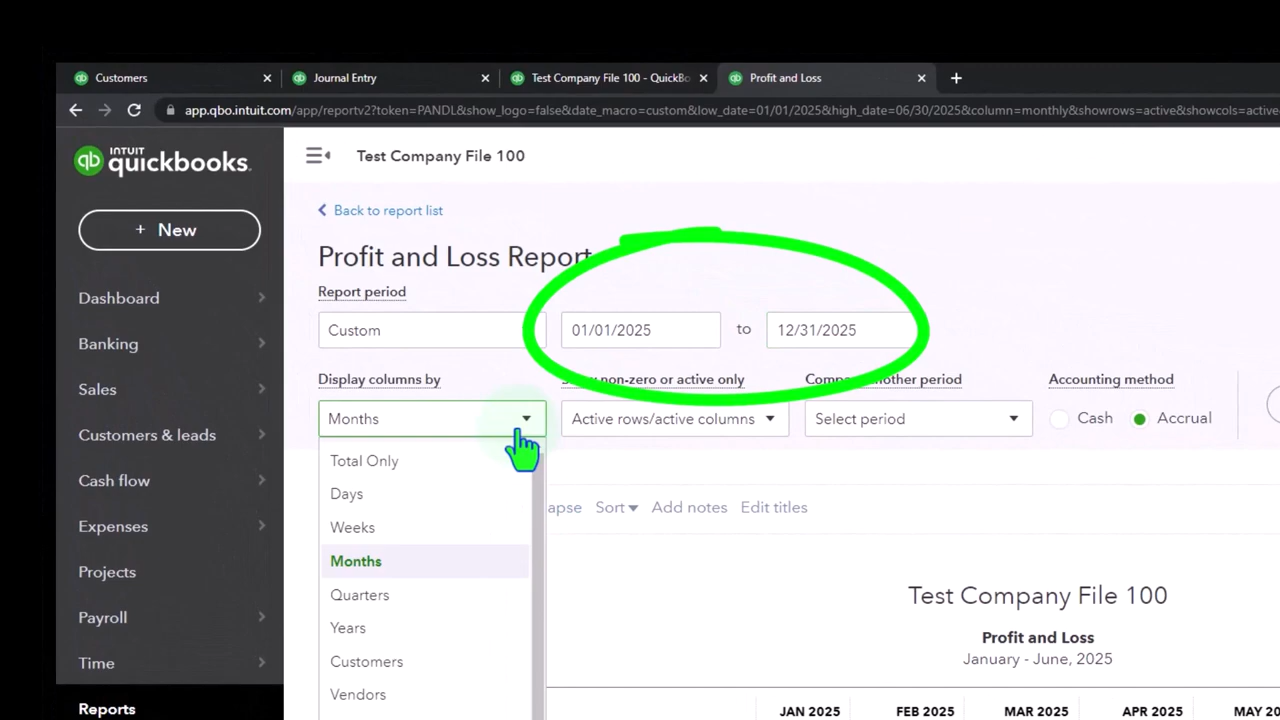 Customers
Journal Entry
Test Company File 100 - QuickBo
Profit and Loss
app.qbo.intuit.com/app/reportv2?token=PANDL&show_logo=false&date_macro=custom&low_date=01/01/2025&high_date=06/30/2025&column=monthly&showrows=active&showcols=active
INTUIT
quickbooks.
Test Company File 100
+ New
Dashboard
Banking
Sales
Customers & leads
Cash flow
Expenses
Projects
Payroll
Time
Reports
Back to report list
Profit and Loss Report
Report period
Custom
01/01/2025 to 12/31/2025
Display columns by
non-zero or active only
another period
Accounting method
Months
Active rows/active columns
Select period
Cash
Accrual
Total Only
Days
Weeks
Months
Quarters
Years
Customers
Vendors
apse Sort Add notes Edit titles
Test Company File 100
Profit and Loss
January - June, 2025
JAN 2025 FEB 2025 MAR 2025 APR 2025 MAY 20